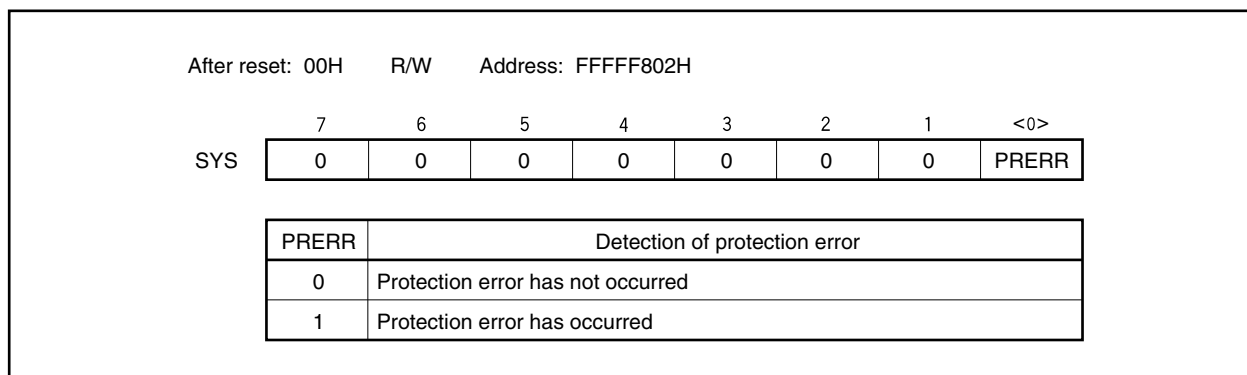 After reset: 00H R/W Address: FFFFF802H
7 6 5 4 3 2 1 <0>
SYS 0 0 0 0 0 0 0 PRERR
PRERR Detection of protection error
0 Protection error has not occurred
1 Protection error has occurred